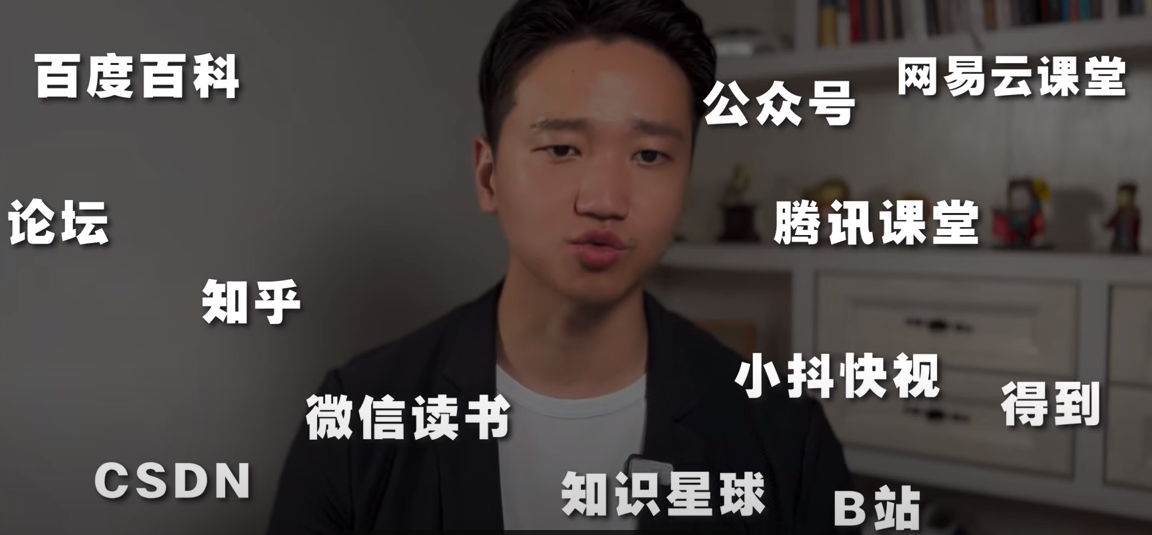 百度百科
网易云课堂
公众号
论坛
腾讯课堂
知乎
小抖快视
得到
微信读书
CSDN
知识星球
B站